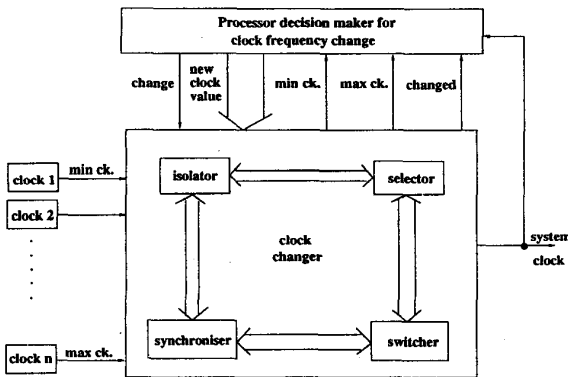 Processor decision maker for
clock frequency change
change
new
clock
value
min ck.
max ck.
changed
clock 1
min ck.
clock 2
isolator
selector
clock
changer
system
clock
synchroniser
switcher
clock n
max ck.